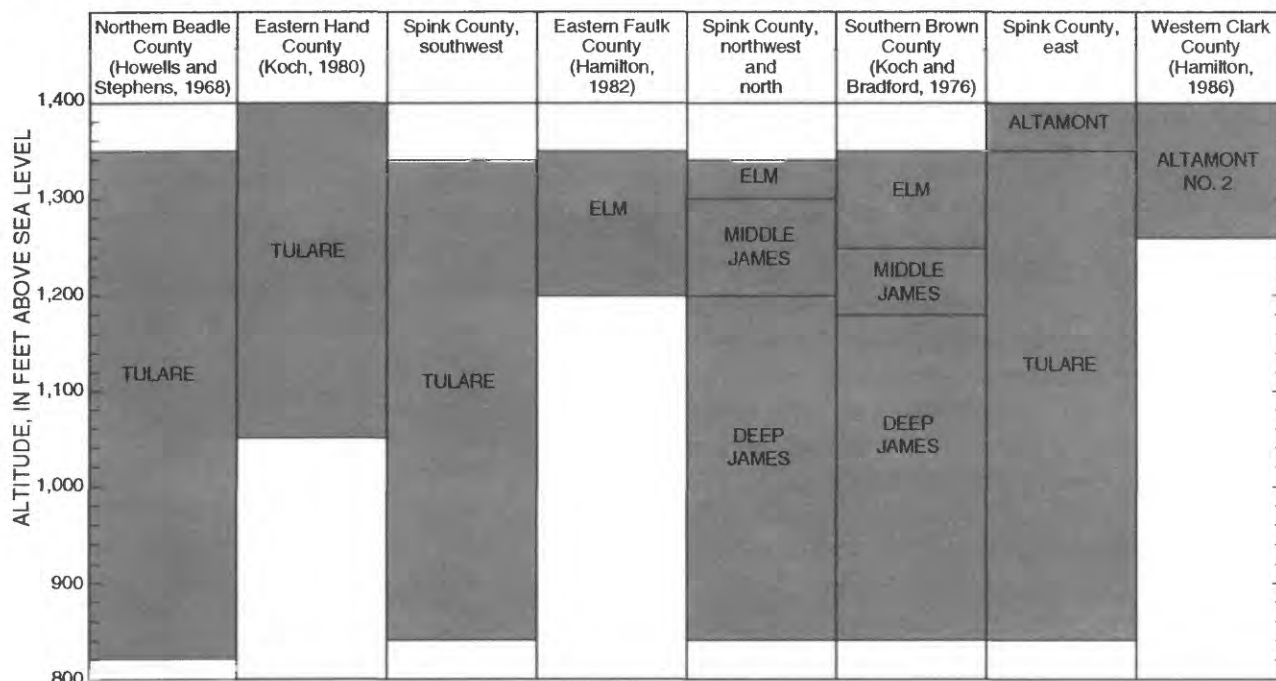 Northern Beadle
County
(Howells and
Stephens, 1968)
Eastern Hand
County
(Koch, 1980)
Spink County,
southwest
Eastern Faulk
County
(Hamilton,
1982)
Spink County,
northwest
and
north
Southern Brown
County
(Koch and
Bradford, 1976)
Spink County,
east
Western Clark
County
(Hamilton,
1986)
ALTITUDE, IN FEET ABOVE SEA LEVEL
1,400
1,300
1,200
1,100
1,000
900
800
TULARE
TULARE
TULARE
ELM
ELM
MIDDLE
JAMES
DEEP
JAMES
ELM
MIDDLE
JAMES
DEEP
JAMES
ALTAMONT
TULARE
ALTAMONT
NO. 2